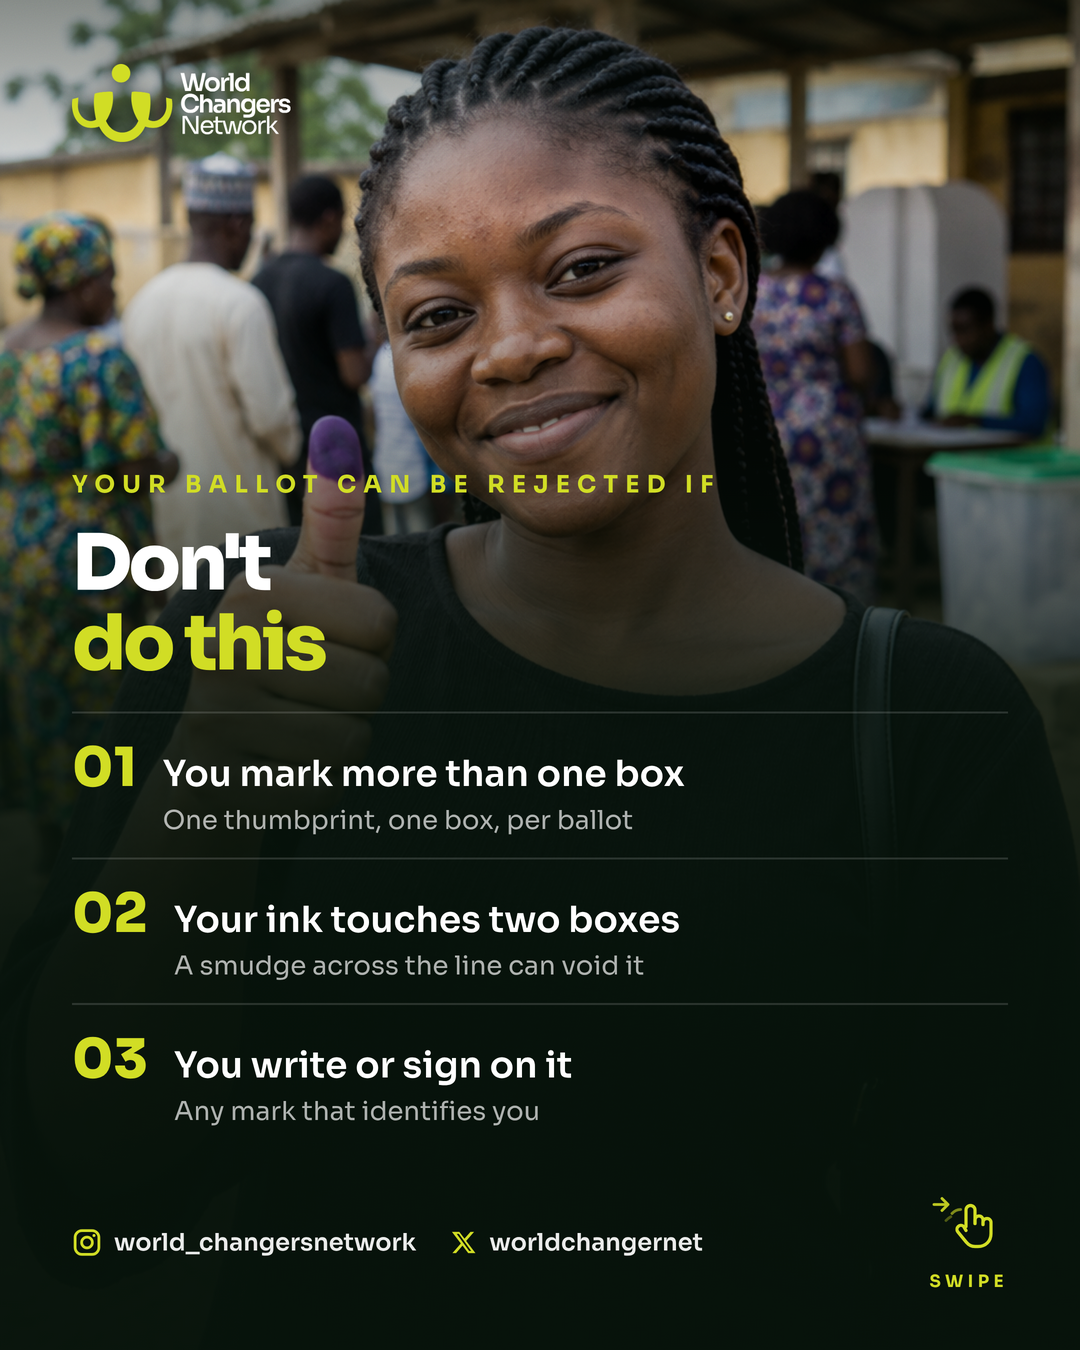 World
Changers
Network
YOUR BALLOT CAN BE REJECTED IF
Don't
do this
01 You mark more than one box
One thumbprint, one box, per ballot
02 Your ink touches two boxes
A smudge across the line can void it
03 You write or sign on it
Any mark that identifies you
world_changersnetwork worldchangernet
SWIPE